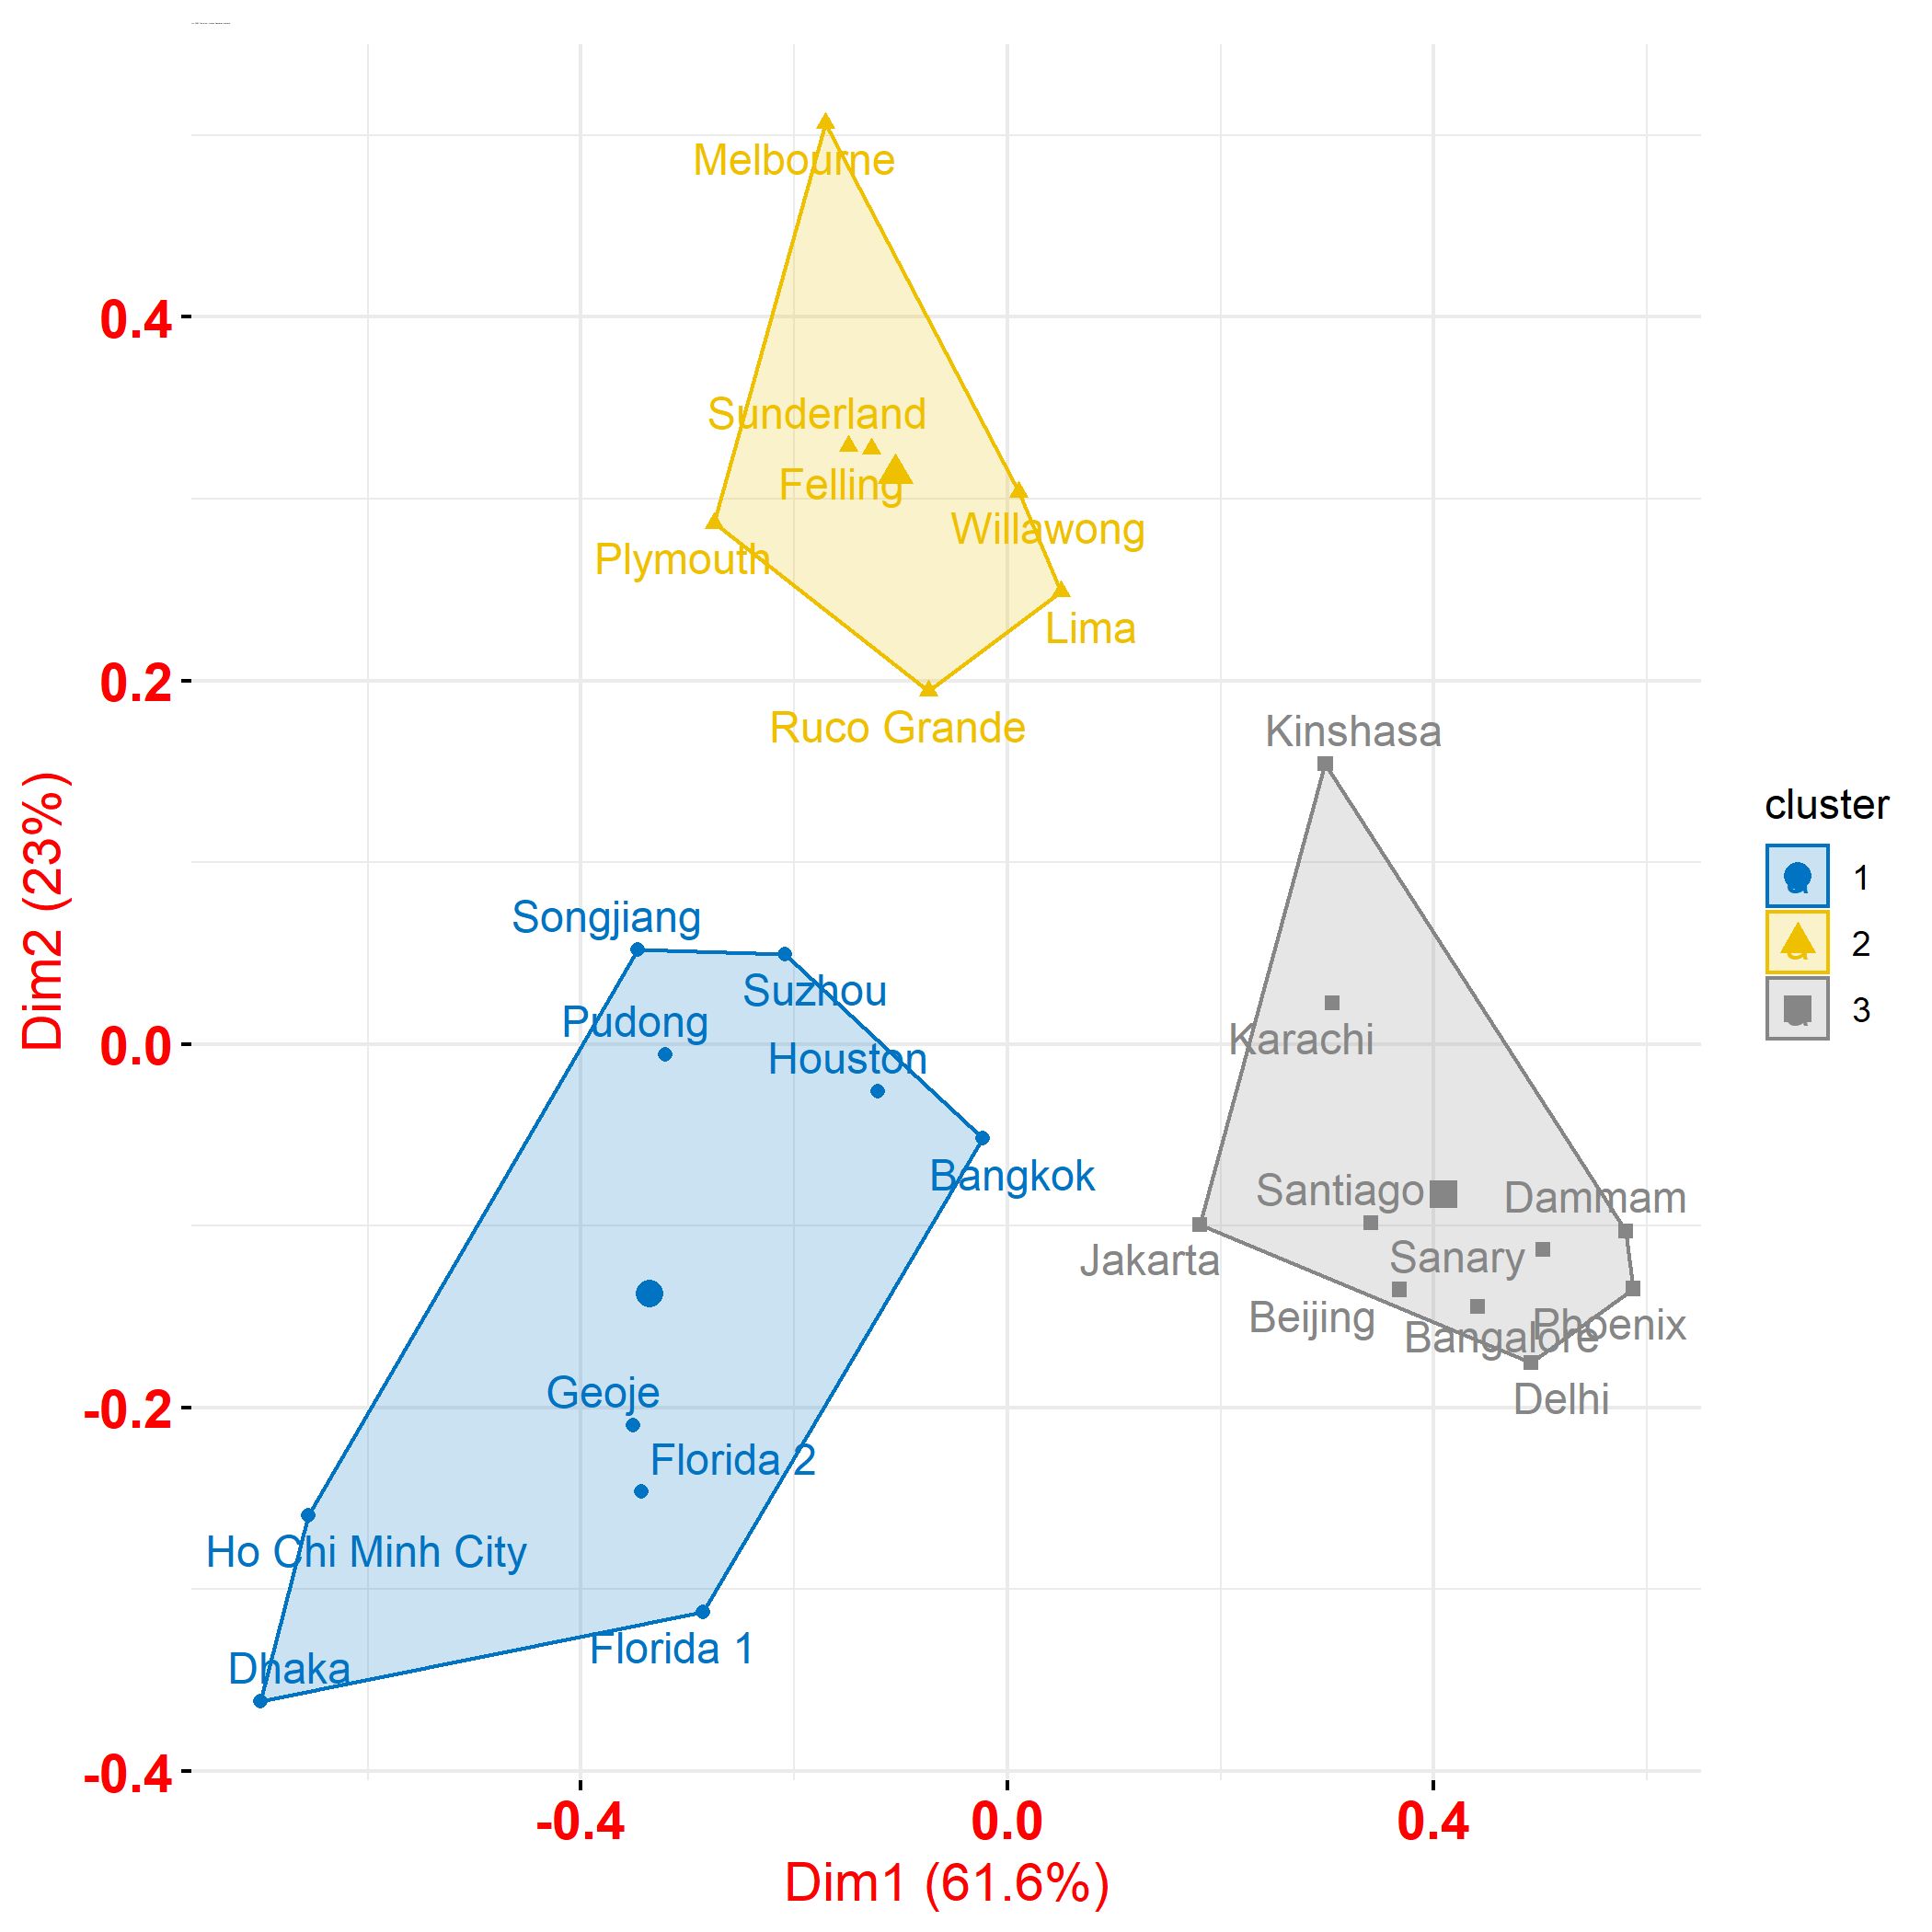 Melbourne
0.4
Sunderland
Felling
Willawong
Plymouth
Lima
0.2
Ruco Grande
Kinshasa
Dim2 (23%)
cluster
1
2
3
Songjiang
Suzhou
Pudong
Karachi
0.0
Houston
Bangkok
Santiago
Dammam
Jakarta
Sanary
Beijing
Phoenix
Bangalore
Geoje
Delhi
-0.2
Florida 2
Ho Chi Minh City
Florida 1
Dhaka
-0.4
-0.4 0.0 0.4
Dim1 (61.6%)